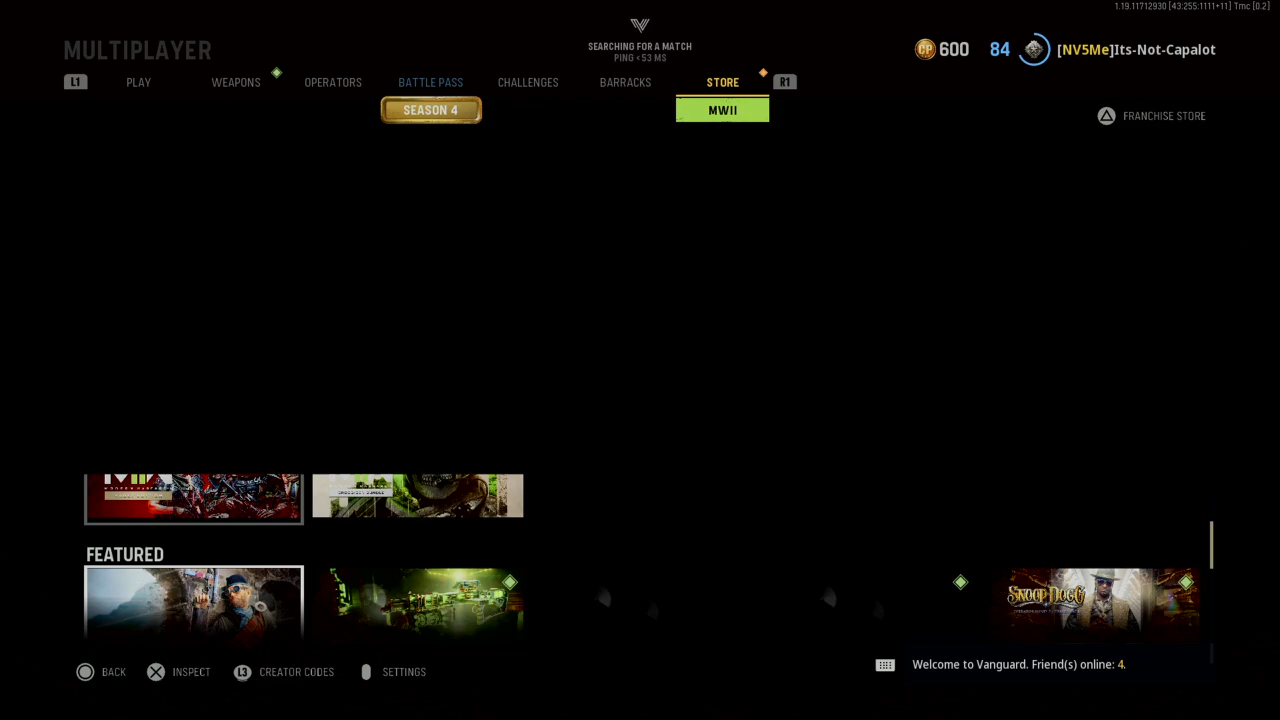 1.19.11712930 [43:255:1111+11] Tmc [0.2]
MULTIPLAYER
SEARCHING FOR A MATCH
PING < 53 MS
CP 600
84
[NV5Me]Its-Not-Capalot
L1 PLAY WEAPONS OPERATORS BATTLE PASS CHALLENGES BARRACKS STORE R1
SEASON 4
MWII
FRANCHISE STORE
FEATURED
SNOOP DOGG
BACK INSPECT L3 CREATOR CODES SETTINGS
Welcome to Vanguard. Friend(s) online: 4.